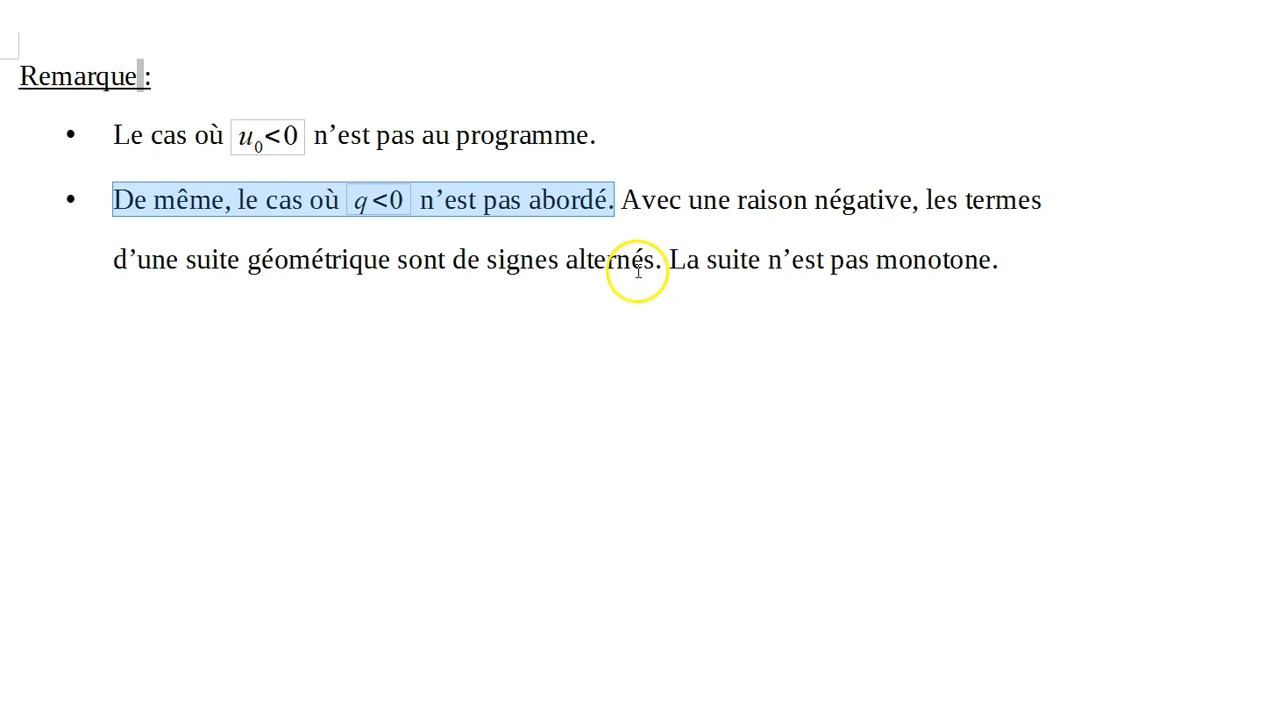 Remarque :
• Le cas où u₀<0 n’est pas au programme.
• De même, le cas où q<0 n’est pas abordé. Avec une raison négative, les termes
d’une suite géométrique sont de signes alternés. La suite n’est pas monotone.